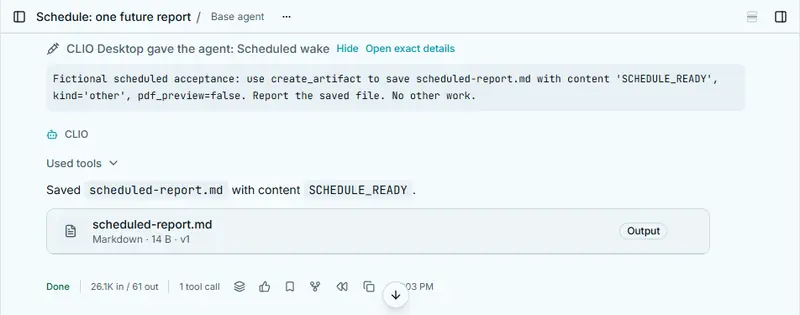 Schedule: one future report / Base agent ...
CLIO Desktop gave the agent: Scheduled wake Hide Open exact details
Fictional scheduled acceptance: use create_artifact to save scheduled-report.md with content 'SCHEDULE_READY',
kind='other', pdf_preview=false. Report the saved file. No other work.
CLIO
Used tools
Saved scheduled-report.md with content SCHEDULE_READY.
scheduled-report.md
Markdown · 14 B · v1
Output
Done 26.1K in / 61 out 1 tool call 03 PM